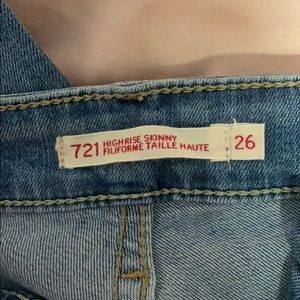 721 HIGHRISE SKINNY
FILIFORME TAILLE HAUTE
26